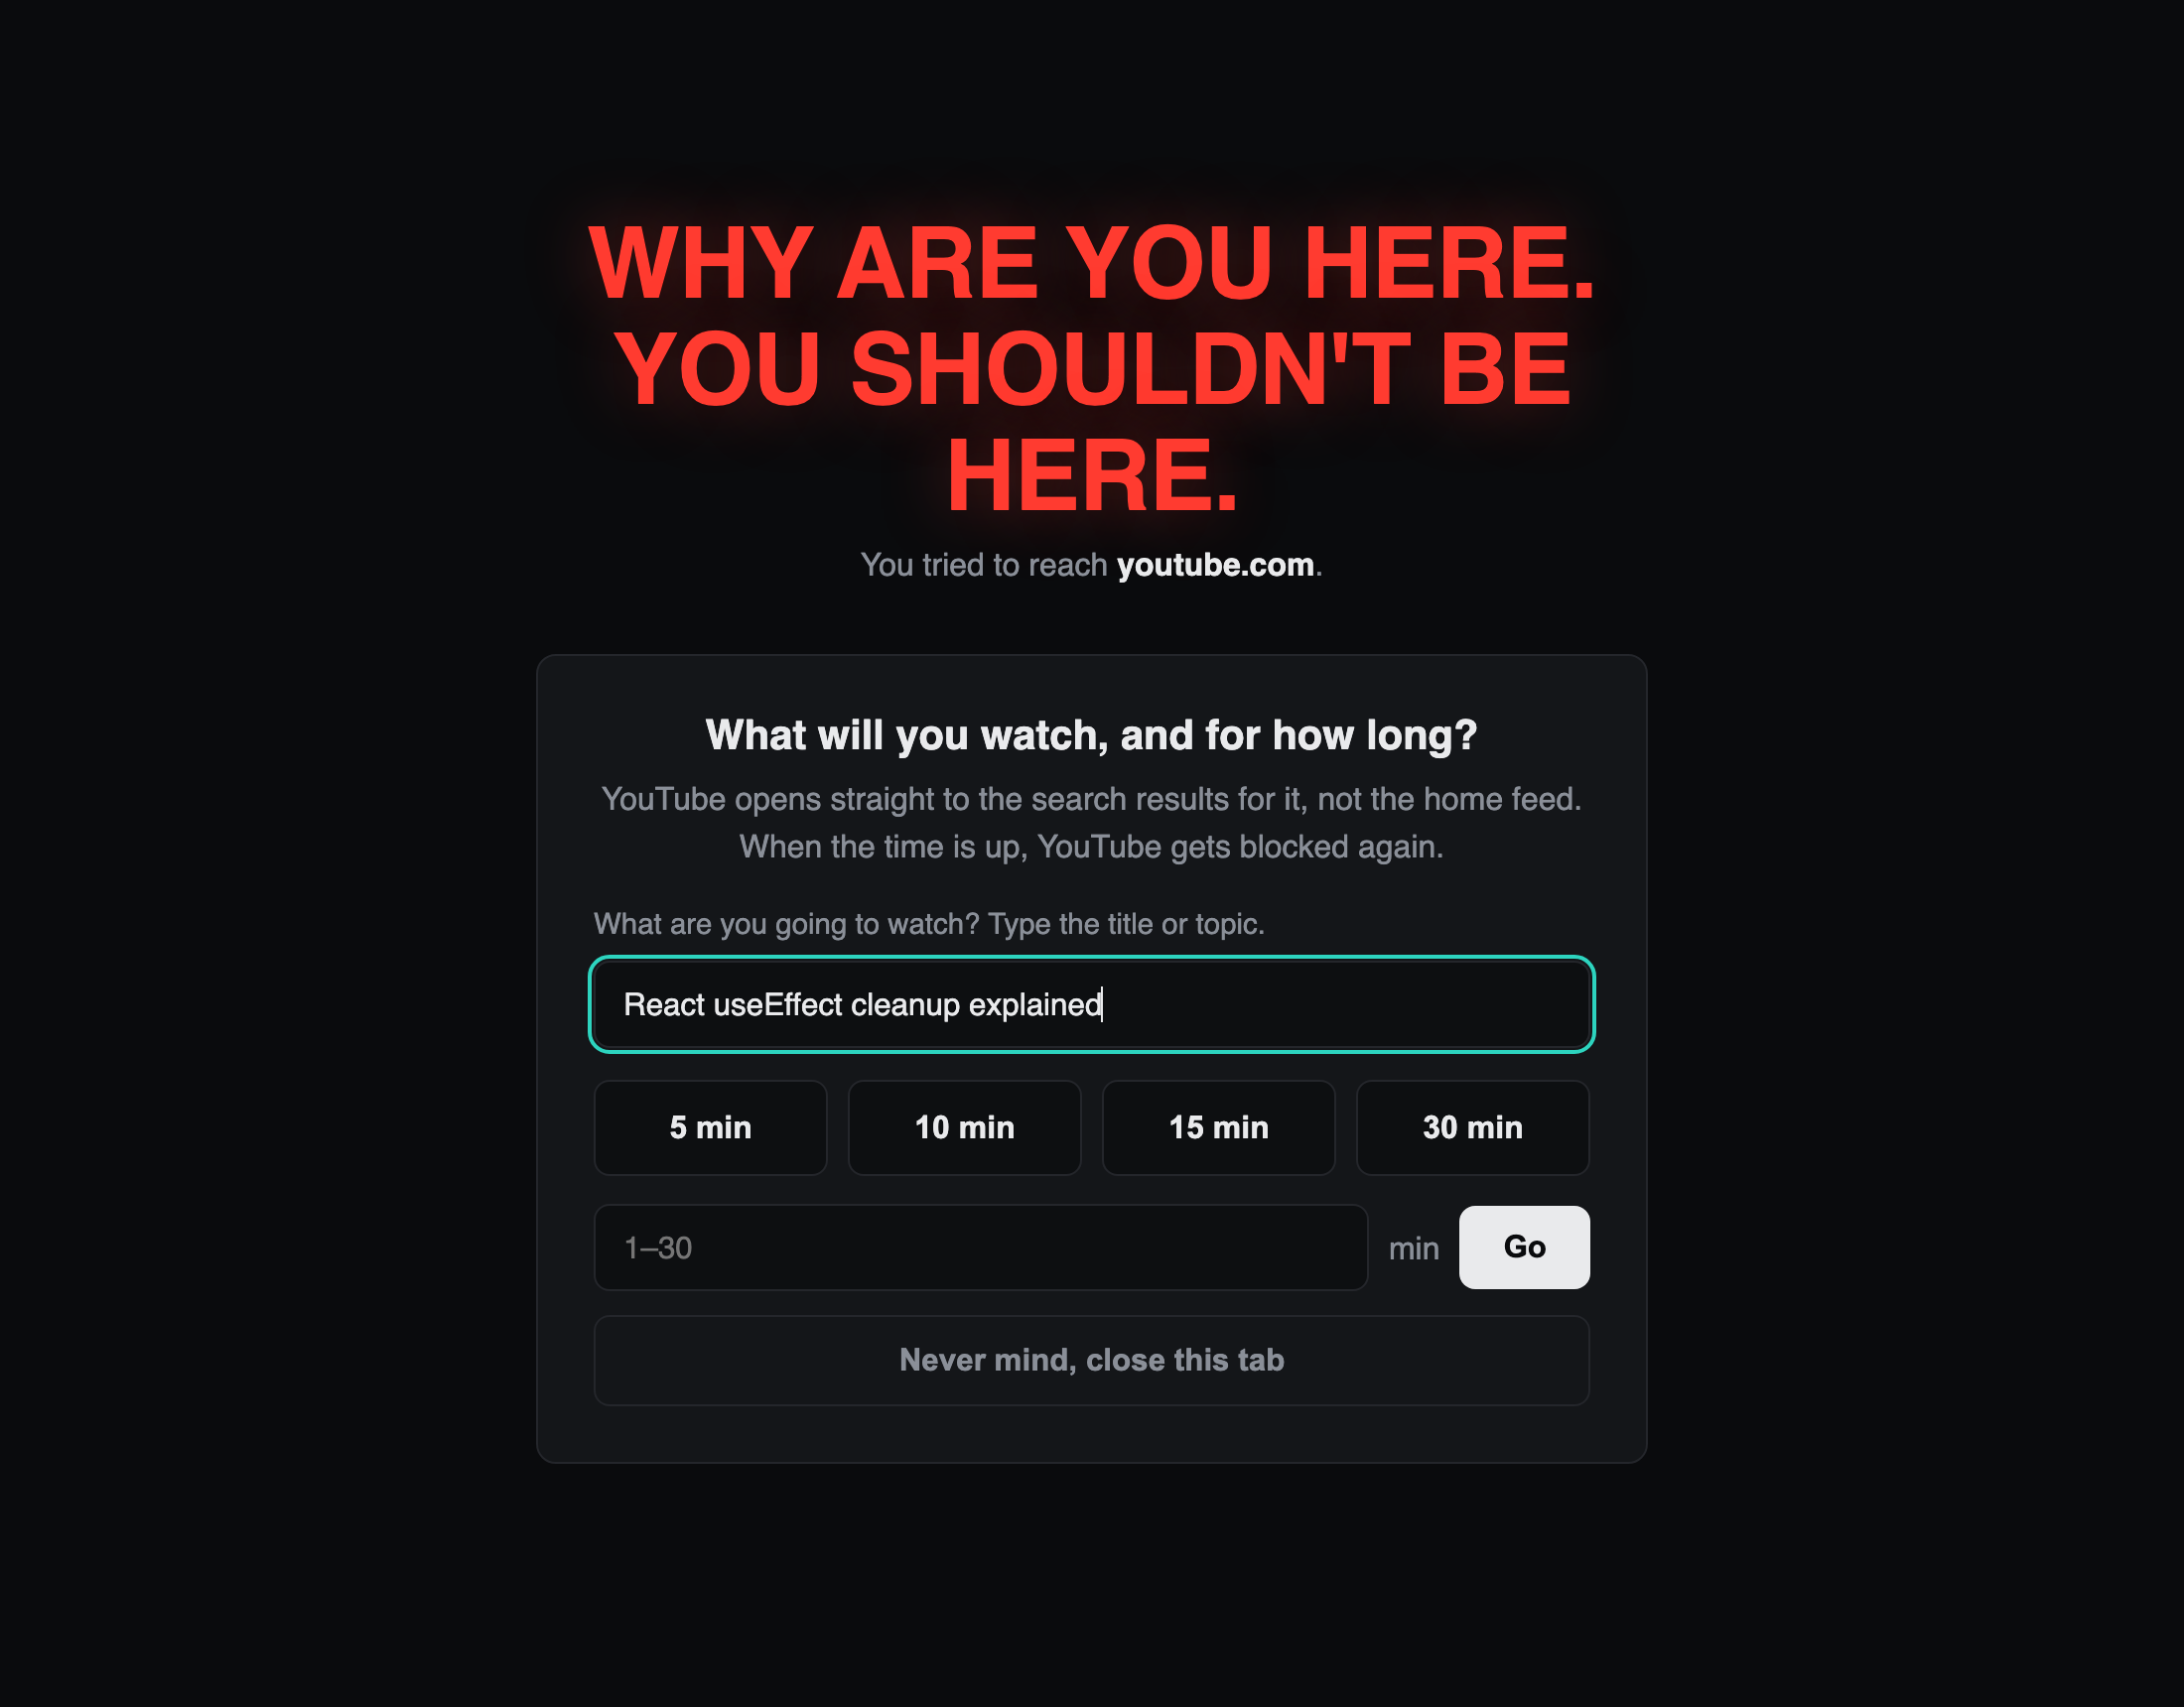 WHY ARE YOU HERE.
YOU SHOULDN'T BE
HERE.
You tried to reach youtube.com.
What will you watch, and for how long?
YouTube opens straight to the search results for it, not the home feed.
When the time is up, YouTube gets blocked again.
What are you going to watch? Type the title or topic.
React useEffect cleanup explained
5 min
10 min
15 min
30 min
1–30
min
Go
Never mind, close this tab